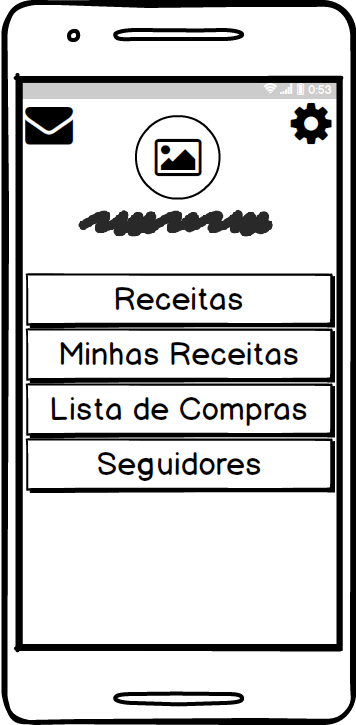 0:53
Receitas
Minhas Receitas
Lista de Compras
Seguidores